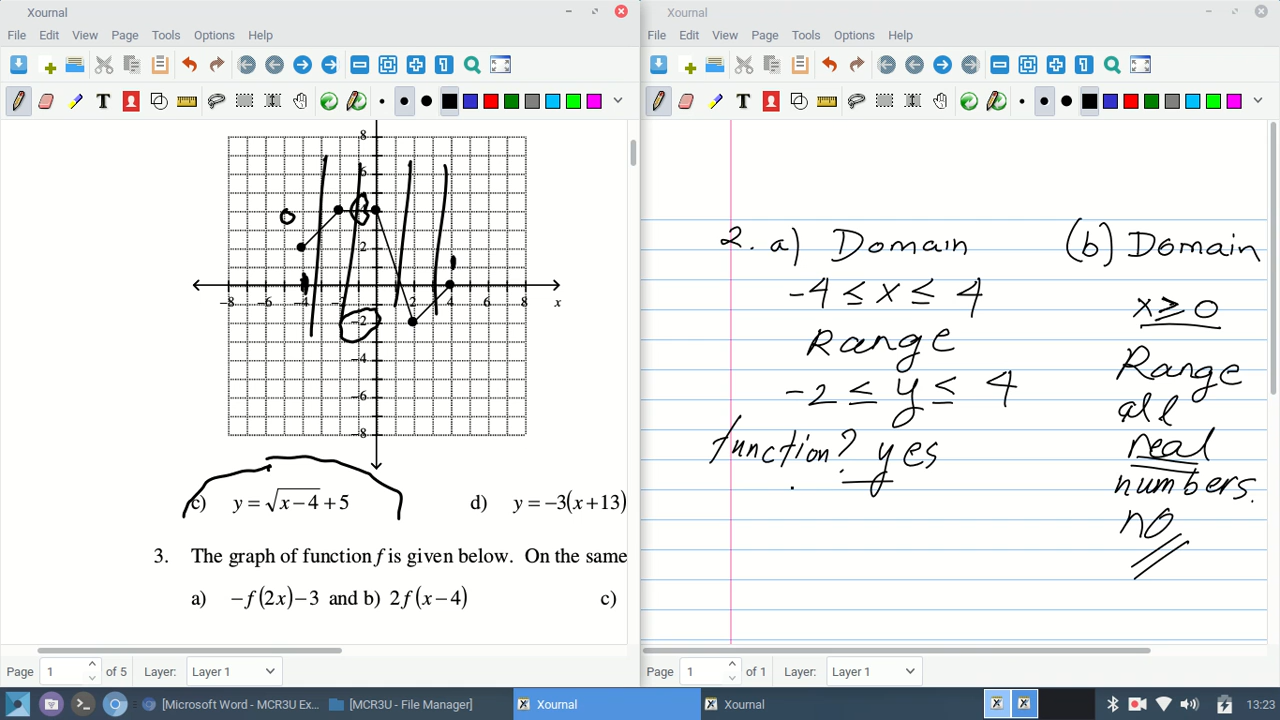 Xournal
File Edit View Page Tools Options Help
8
6
4
2
-8 -6 -4 -2 2 4 6 8 x
-2
-4
-6
-8
c) y = √x−4 + 5 d) y = −3(x+13)
3. The graph of function f is given below. On the same
a) −f(2x)−3 and b) 2f(x−4) c)
Page 1 of 5 Layer: Layer 1
Xournal
File Edit View Page Tools Options Help
2. a) Domain
-4 ≤ x ≤ 4
Range
-2 ≤ y ≤ 4
function? yes
(b) Domain
x ≥ 0
Range
all
real
numbers.
no
Page 1 of 1 Layer: Layer 1
[Microsoft Word - MCR3U Ex... [MCR3U - File Manager] Xournal Xournal 13:23